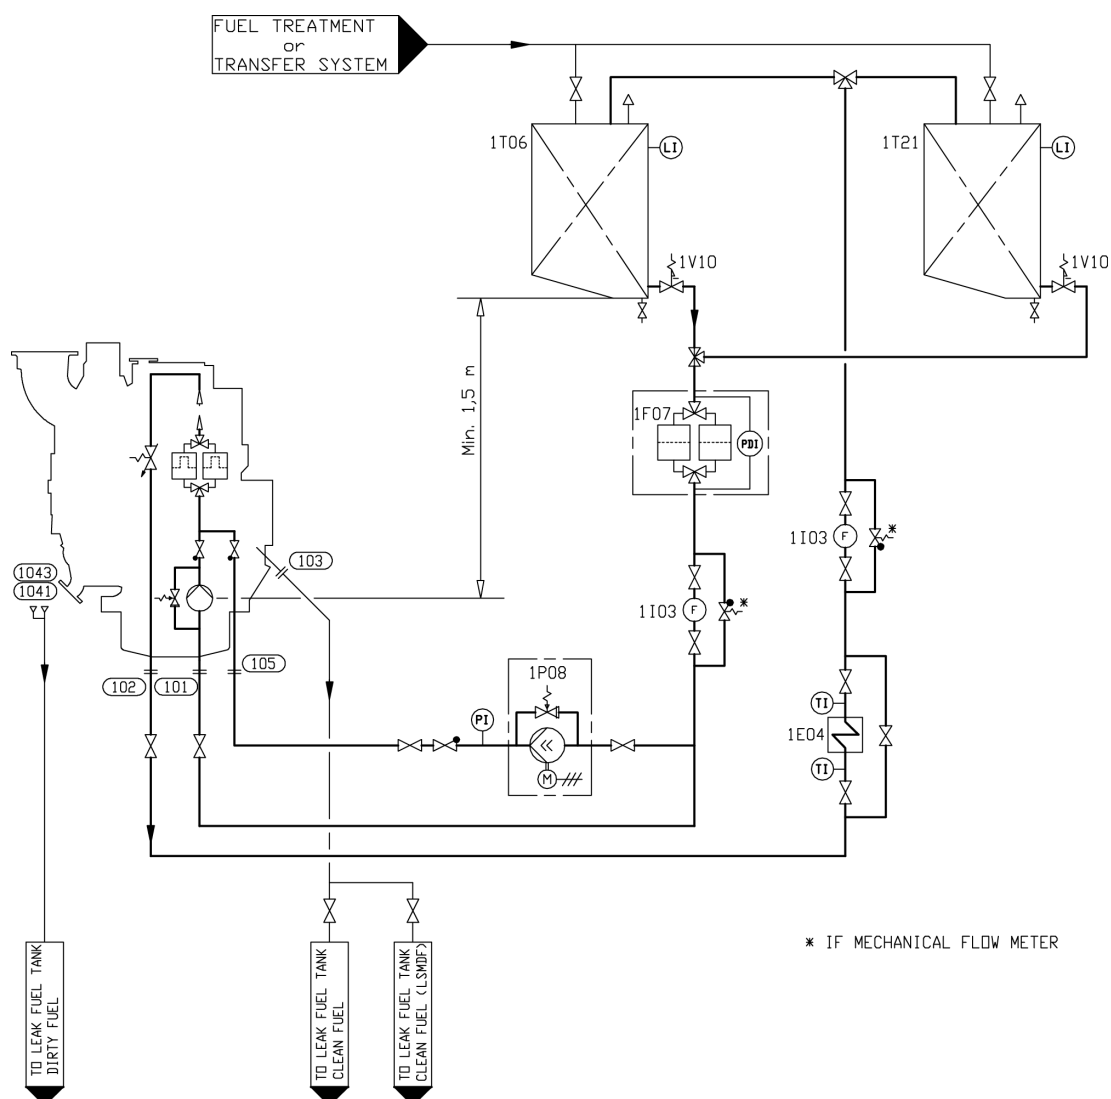 FUEL TREATMENT
or
TRANSFER SYSTEM
1T06
LI
1T21
LI
1V10
1V10
Min. 1,5 m
1F07
PDI
1I03
F
*
103
1043
1041
1I03
F
*
105
102
101
1P08
PI
M
TI
1E04
TI
* IF MECHANICAL FLOW METER
TO LEAK FUEL TANK
DIRTY FUEL
TO LEAK FUEL TANK
CLEAN FUEL
TO LEAK FUEL TANK
CLEAN FUEL (LSMDF)